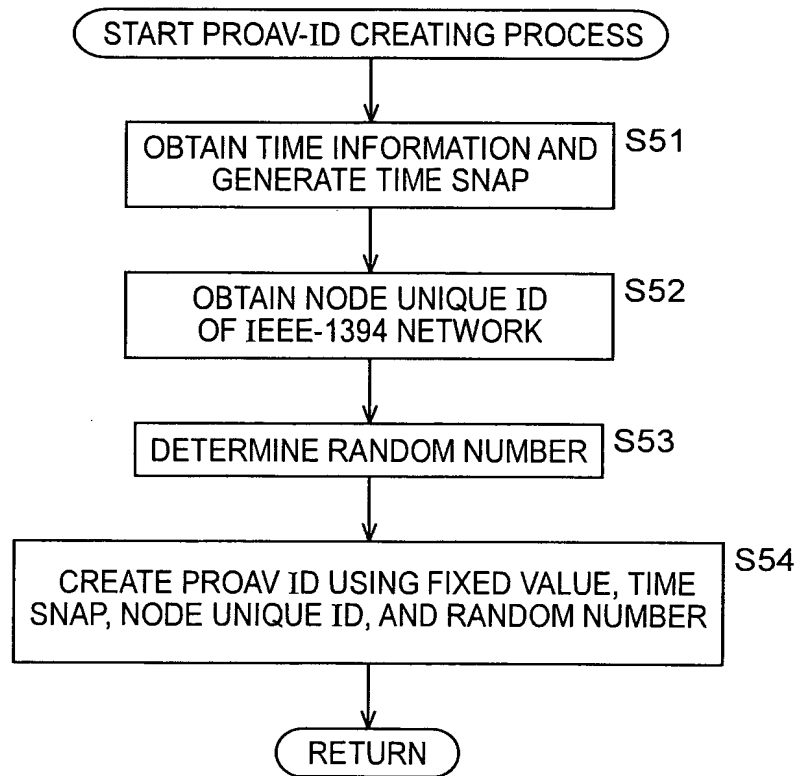 START PROAV-ID CREATING PROCESS
OBTAIN TIME INFORMATION AND
GENERATE TIME SNAP
S51
OBTAIN NODE UNIQUE ID
OF IEEE-1394 NETWORK
S52
DETERMINE RANDOM NUMBER
S53
CREATE PROAV ID USING FIXED VALUE, TIME
SNAP, NODE UNIQUE ID, AND RANDOM NUMBER
S54
RETURN